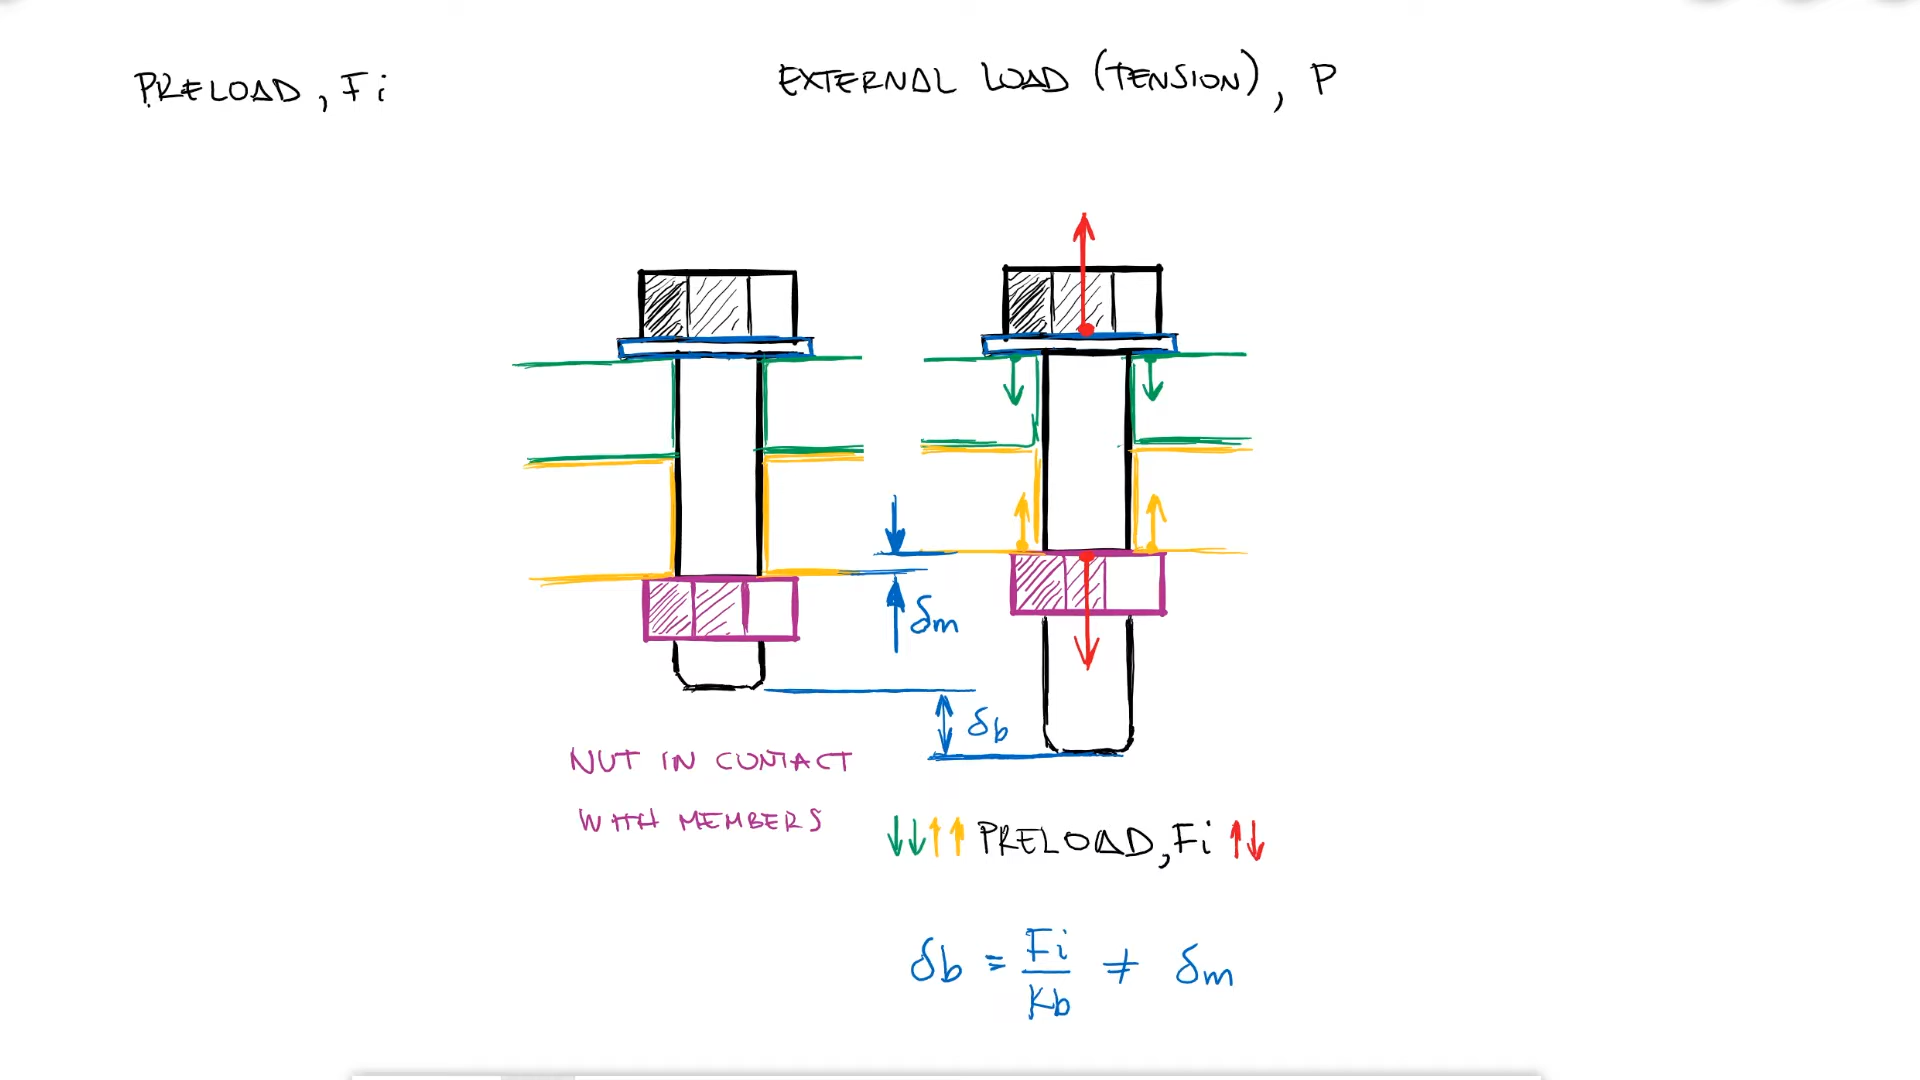 PRELOAD, Fi
EXTERNAL LOAD (TENSION), P
δm
δb
NUT IN CONTACT
WITH MEMBERS
↓↓↑↑ PRELOAD, Fi ↑↓
δb = Fi/Kb ≠ δm